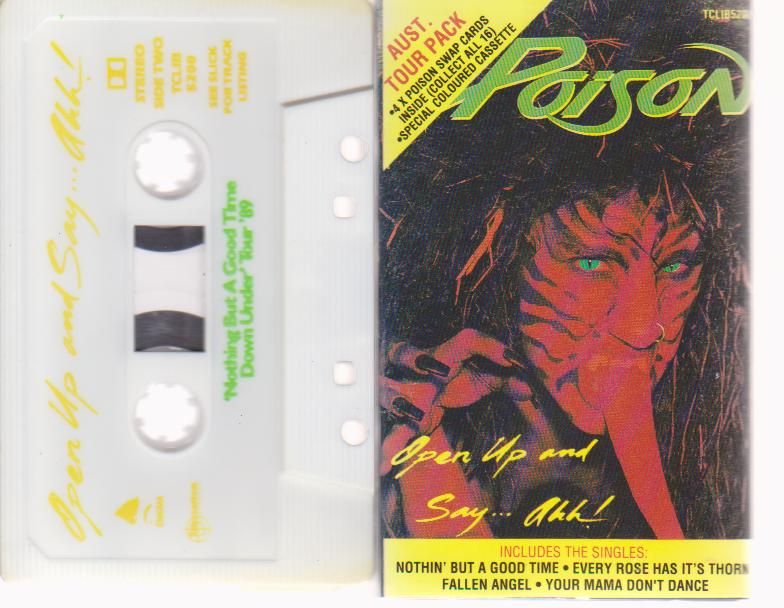 Open Up and Say... Ahh!
STEREO
SIDE TWO
TCLIB
5200
SEE SLICK
FOR TRACK
LISTING
'Nothing But A Good Time
Down Under' Tour '89
AUST.
TOUR PACK
•4 X POISON SWAP CARDS
INSIDE (COLLECT ALL 16)
•SPECIAL COLOURED CASSETTE
POISON
Open Up and
Say... Ahh!
INCLUDES THE SINGLES:
NOTHIN' BUT A GOOD TIME • EVERY ROSE HAS IT'S THORN
FALLEN ANGEL • YOUR MAMA DON'T DANCE